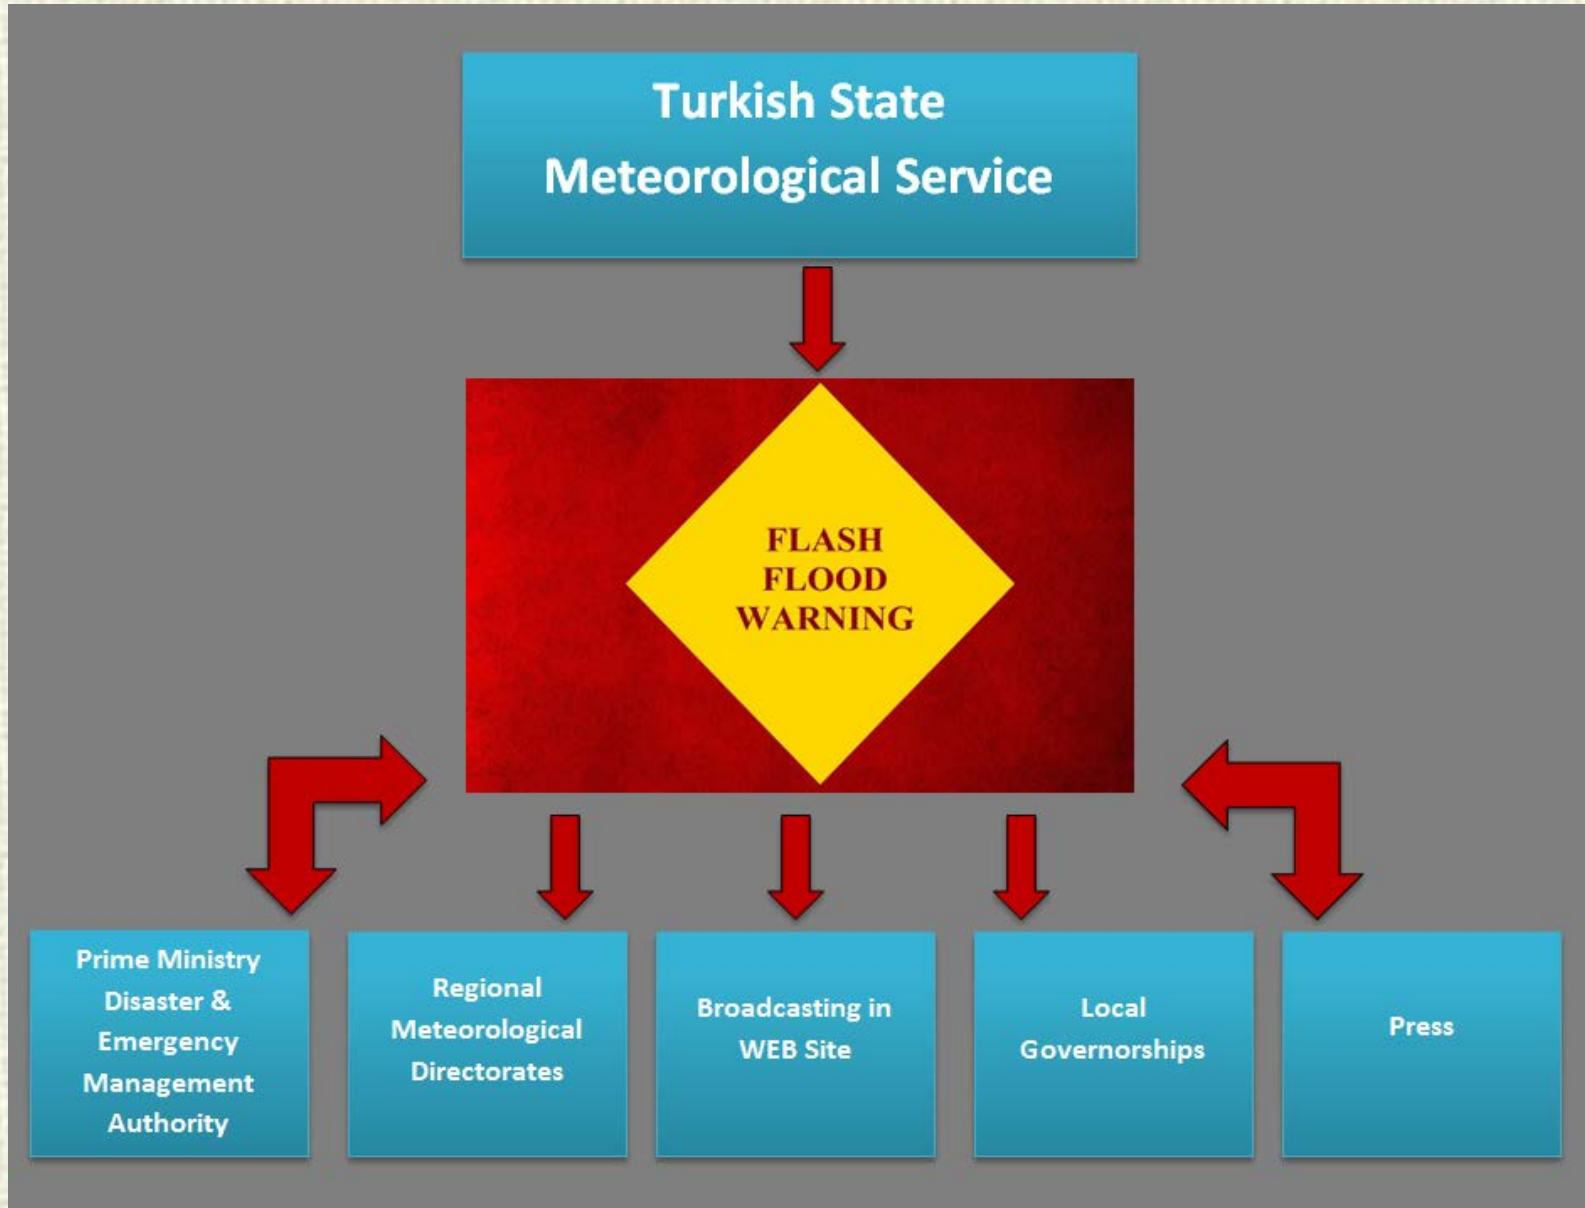 Turkish State
Meteorological Service
FLASH
FLOOD
WARNING
Prime Ministry
Disaster &
Emergency
Management
Authority
Regional
Meteorological
Directorates
Broadcasting in
WEB Site
Local
Governorships
Press